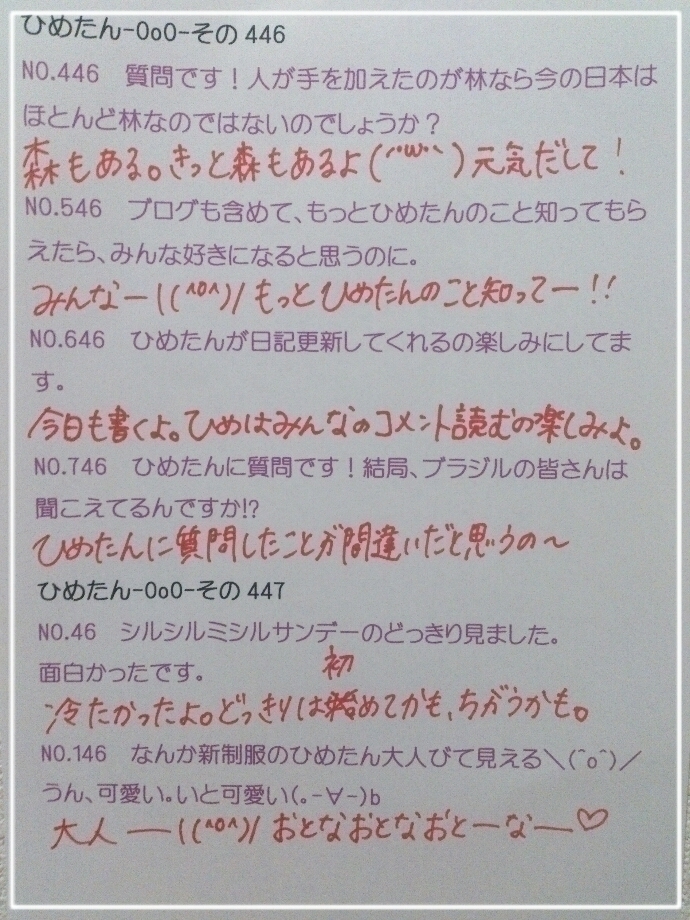 ひめたん-OoO-その 446
NO.446　質問です！人が手を加えたのが林なら今の日本は
ほとんど林なのではないのでしょうか？
森もある。きっと森もあるよ(´ω`)元気だして！
NO.546　ブログも含めて、もっとひめたんのこと知ってもら
えたら、みんな好きになると思うのに。
みんなー！(^o^)/ もっとひめたんのこと知ってー!!
NO.646　ひめたんが日記更新してくれるの楽しみにしてま
す。
今日も書くよ。ひめはみんなのコメント読むの楽しみよ。
NO.746　ひめたんに質問です！結局、ブラジルの皆さんは
聞こえてるんですか!?
ひめたんに質問したことが間違いだと思うの〜
ひめたん-OoO-その 447
NO.46　シルシルミシルサンデーのどっきり見ました。
面白かったです。
初
冷たかったよ。どっきりは始めてかも、ちがうかも。
NO.146　なんか新制服のひめたん大人びて見える＼(^o^)／
うん、可愛い。いと可愛い(。-∀-)b
大人ー!(^o^)/ おとなおとなおとーなー♡